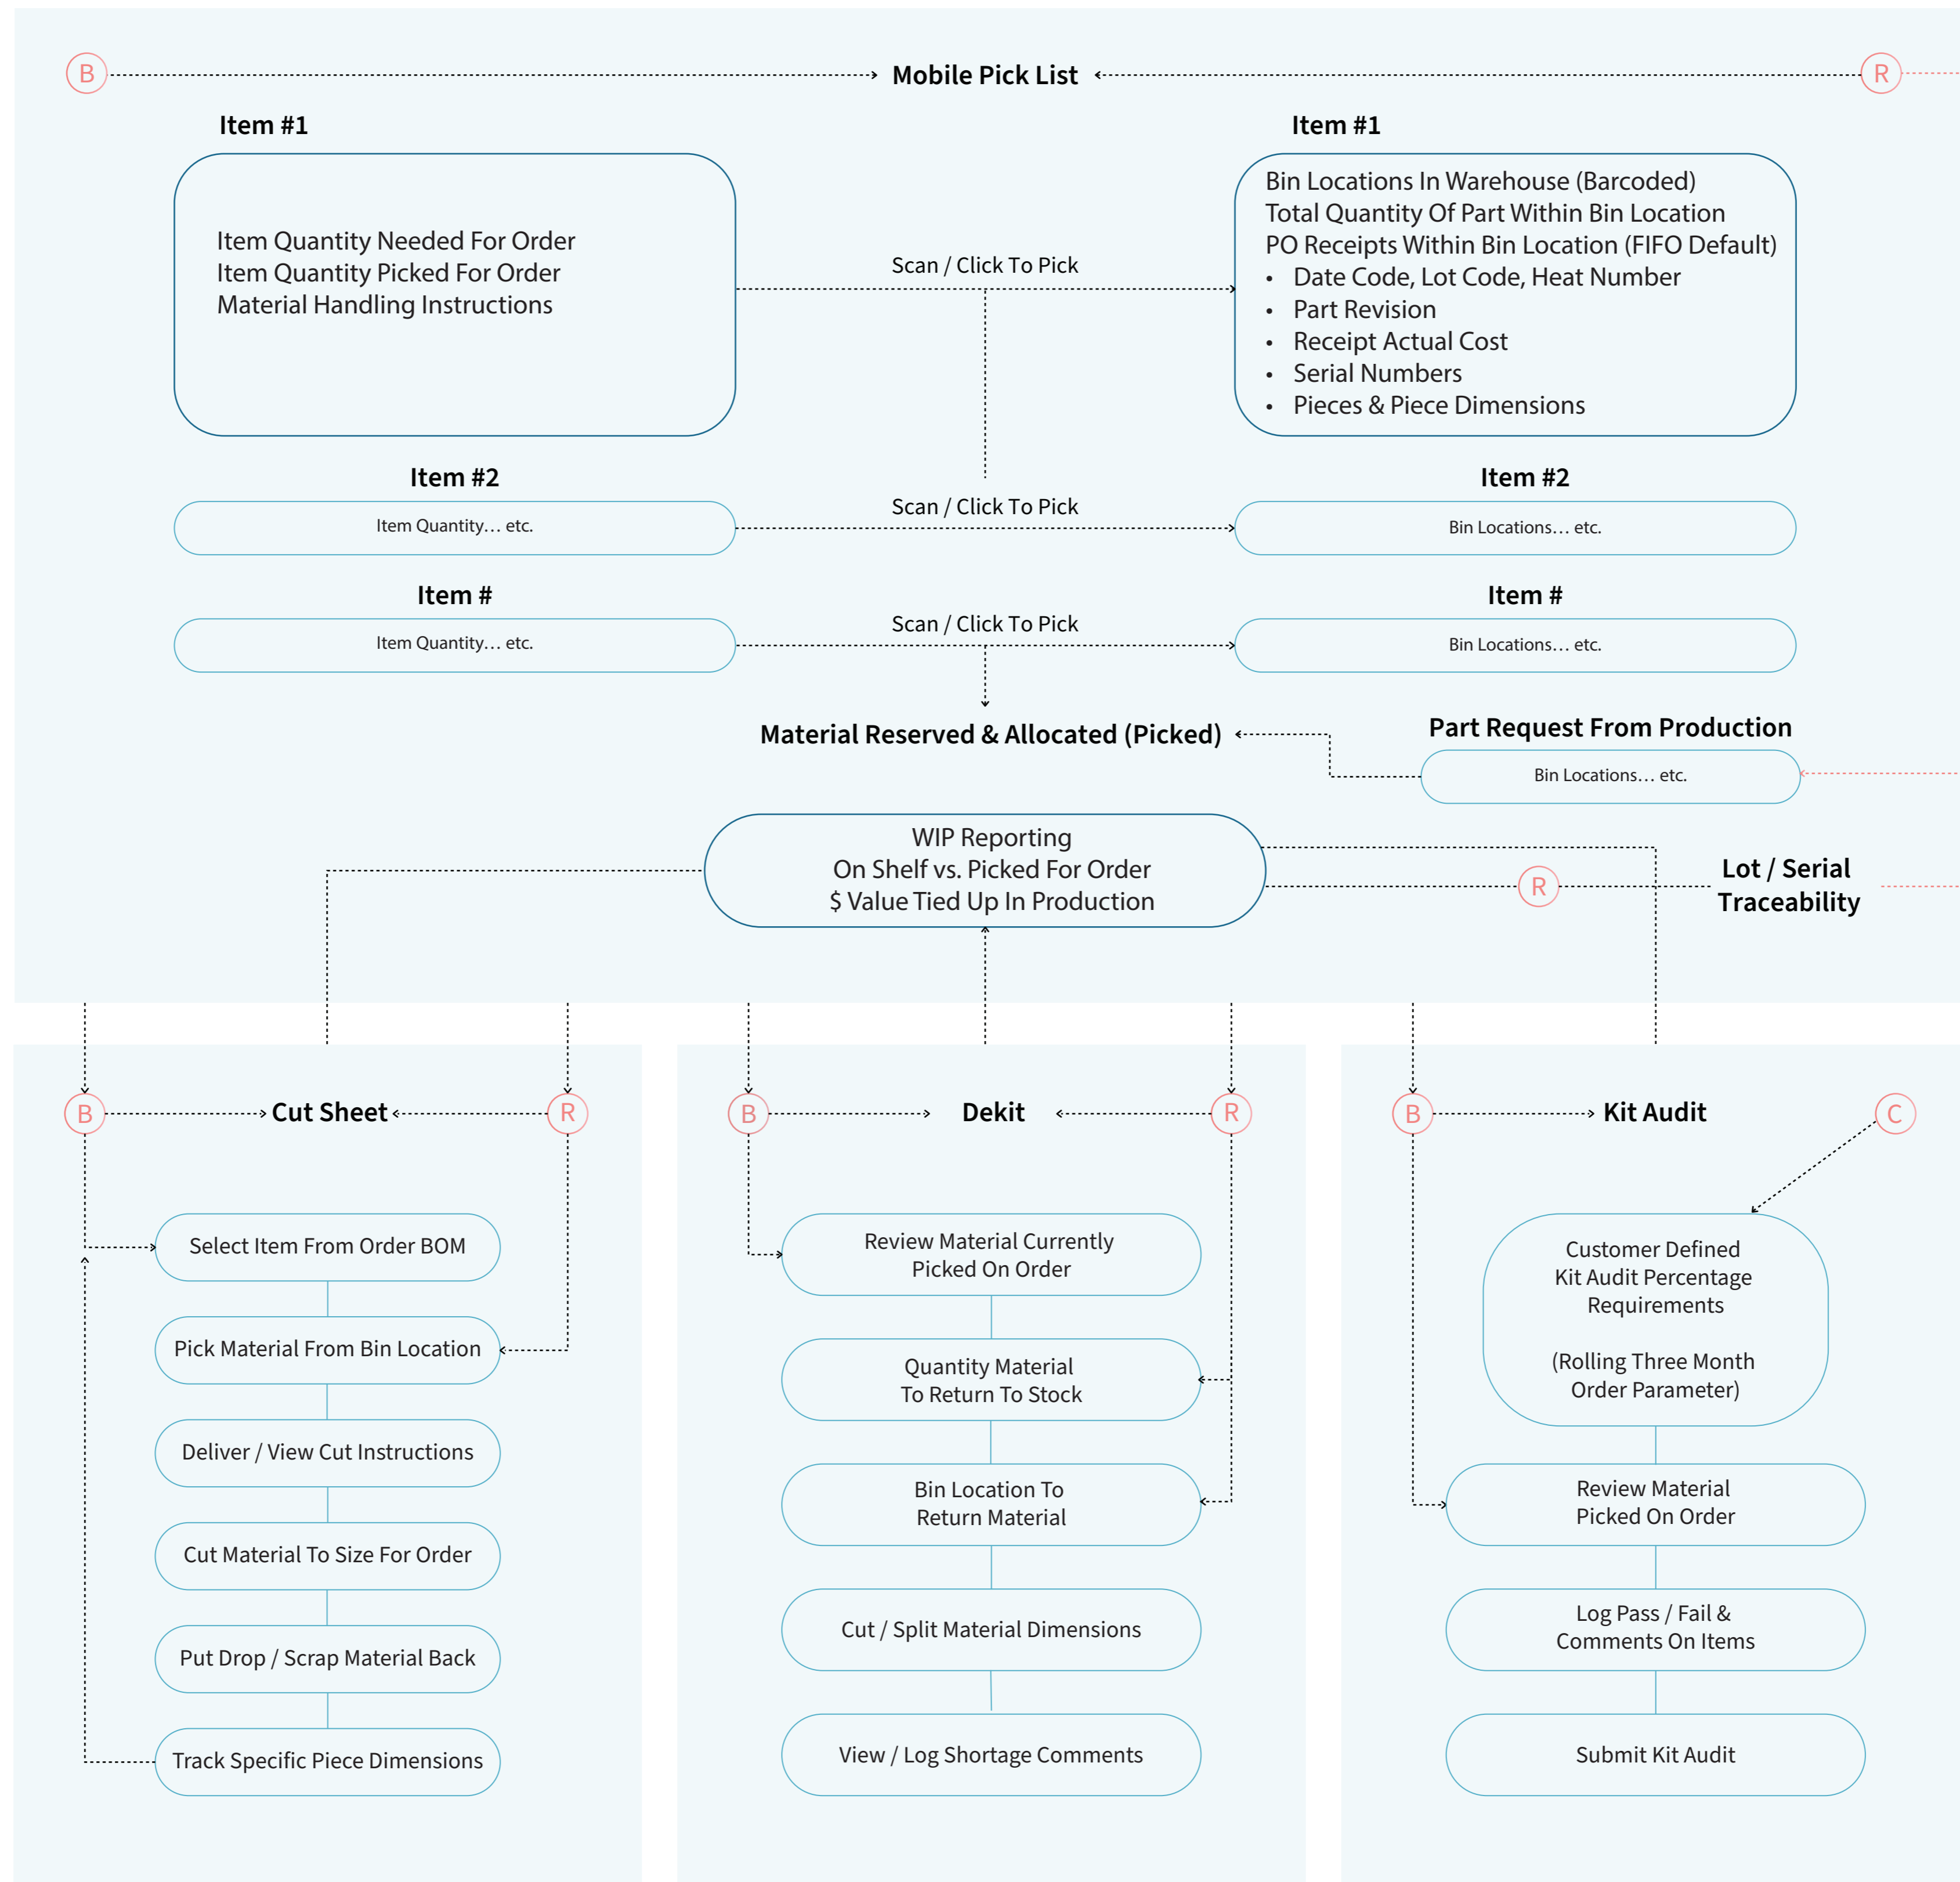 B
Mobile Pick List
R
Item #1
Item #1
Item Quantity Needed For Order
Item Quantity Picked For Order
Material Handling Instructions
Scan / Click To Pick
Bin Locations In Warehouse (Barcoded)
Total Quantity Of Part Within Bin Location
PO Receipts Within Bin Location (FIFO Default)
• Date Code, Lot Code, Heat Number
• Part Revision
• Receipt Actual Cost
• Serial Numbers
• Pieces & Piece Dimensions
Item #2
Item #2
Item Quantity… etc.
Scan / Click To Pick
Bin Locations… etc.
Item #
Item #
Item Quantity… etc.
Scan / Click To Pick
Bin Locations… etc.
Material Reserved & Allocated (Picked)
Part Request From Production
Bin Locations… etc.
WIP Reporting
On Shelf vs. Picked For Order
$ Value Tied Up In Production
R
Lot / Serial
Traceability
B
Cut Sheet
R
Select Item From Order BOM
Pick Material From Bin Location
Deliver / View Cut Instructions
Cut Material To Size For Order
Put Drop / Scrap Material Back
Track Specific Piece Dimensions
B
Dekit
R
Review Material Currently
Picked On Order
Quantity Material
To Return To Stock
Bin Location To
Return Material
Cut / Split Material Dimensions
View / Log Shortage Comments
B
Kit Audit
C
Customer Defined
Kit Audit Percentage
Requirements
(Rolling Three Month
Order Parameter)
Review Material
Picked On Order
Log Pass / Fail &
Comments On Items
Submit Kit Audit